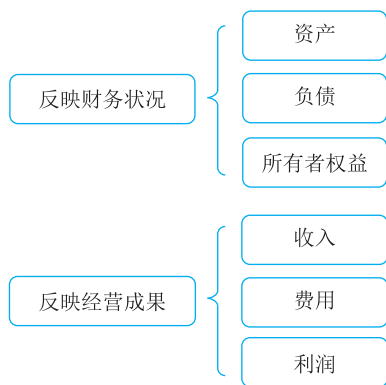 反映财务状况
资产
负债
所有者权益
反映经营成果
收入
费用
利润